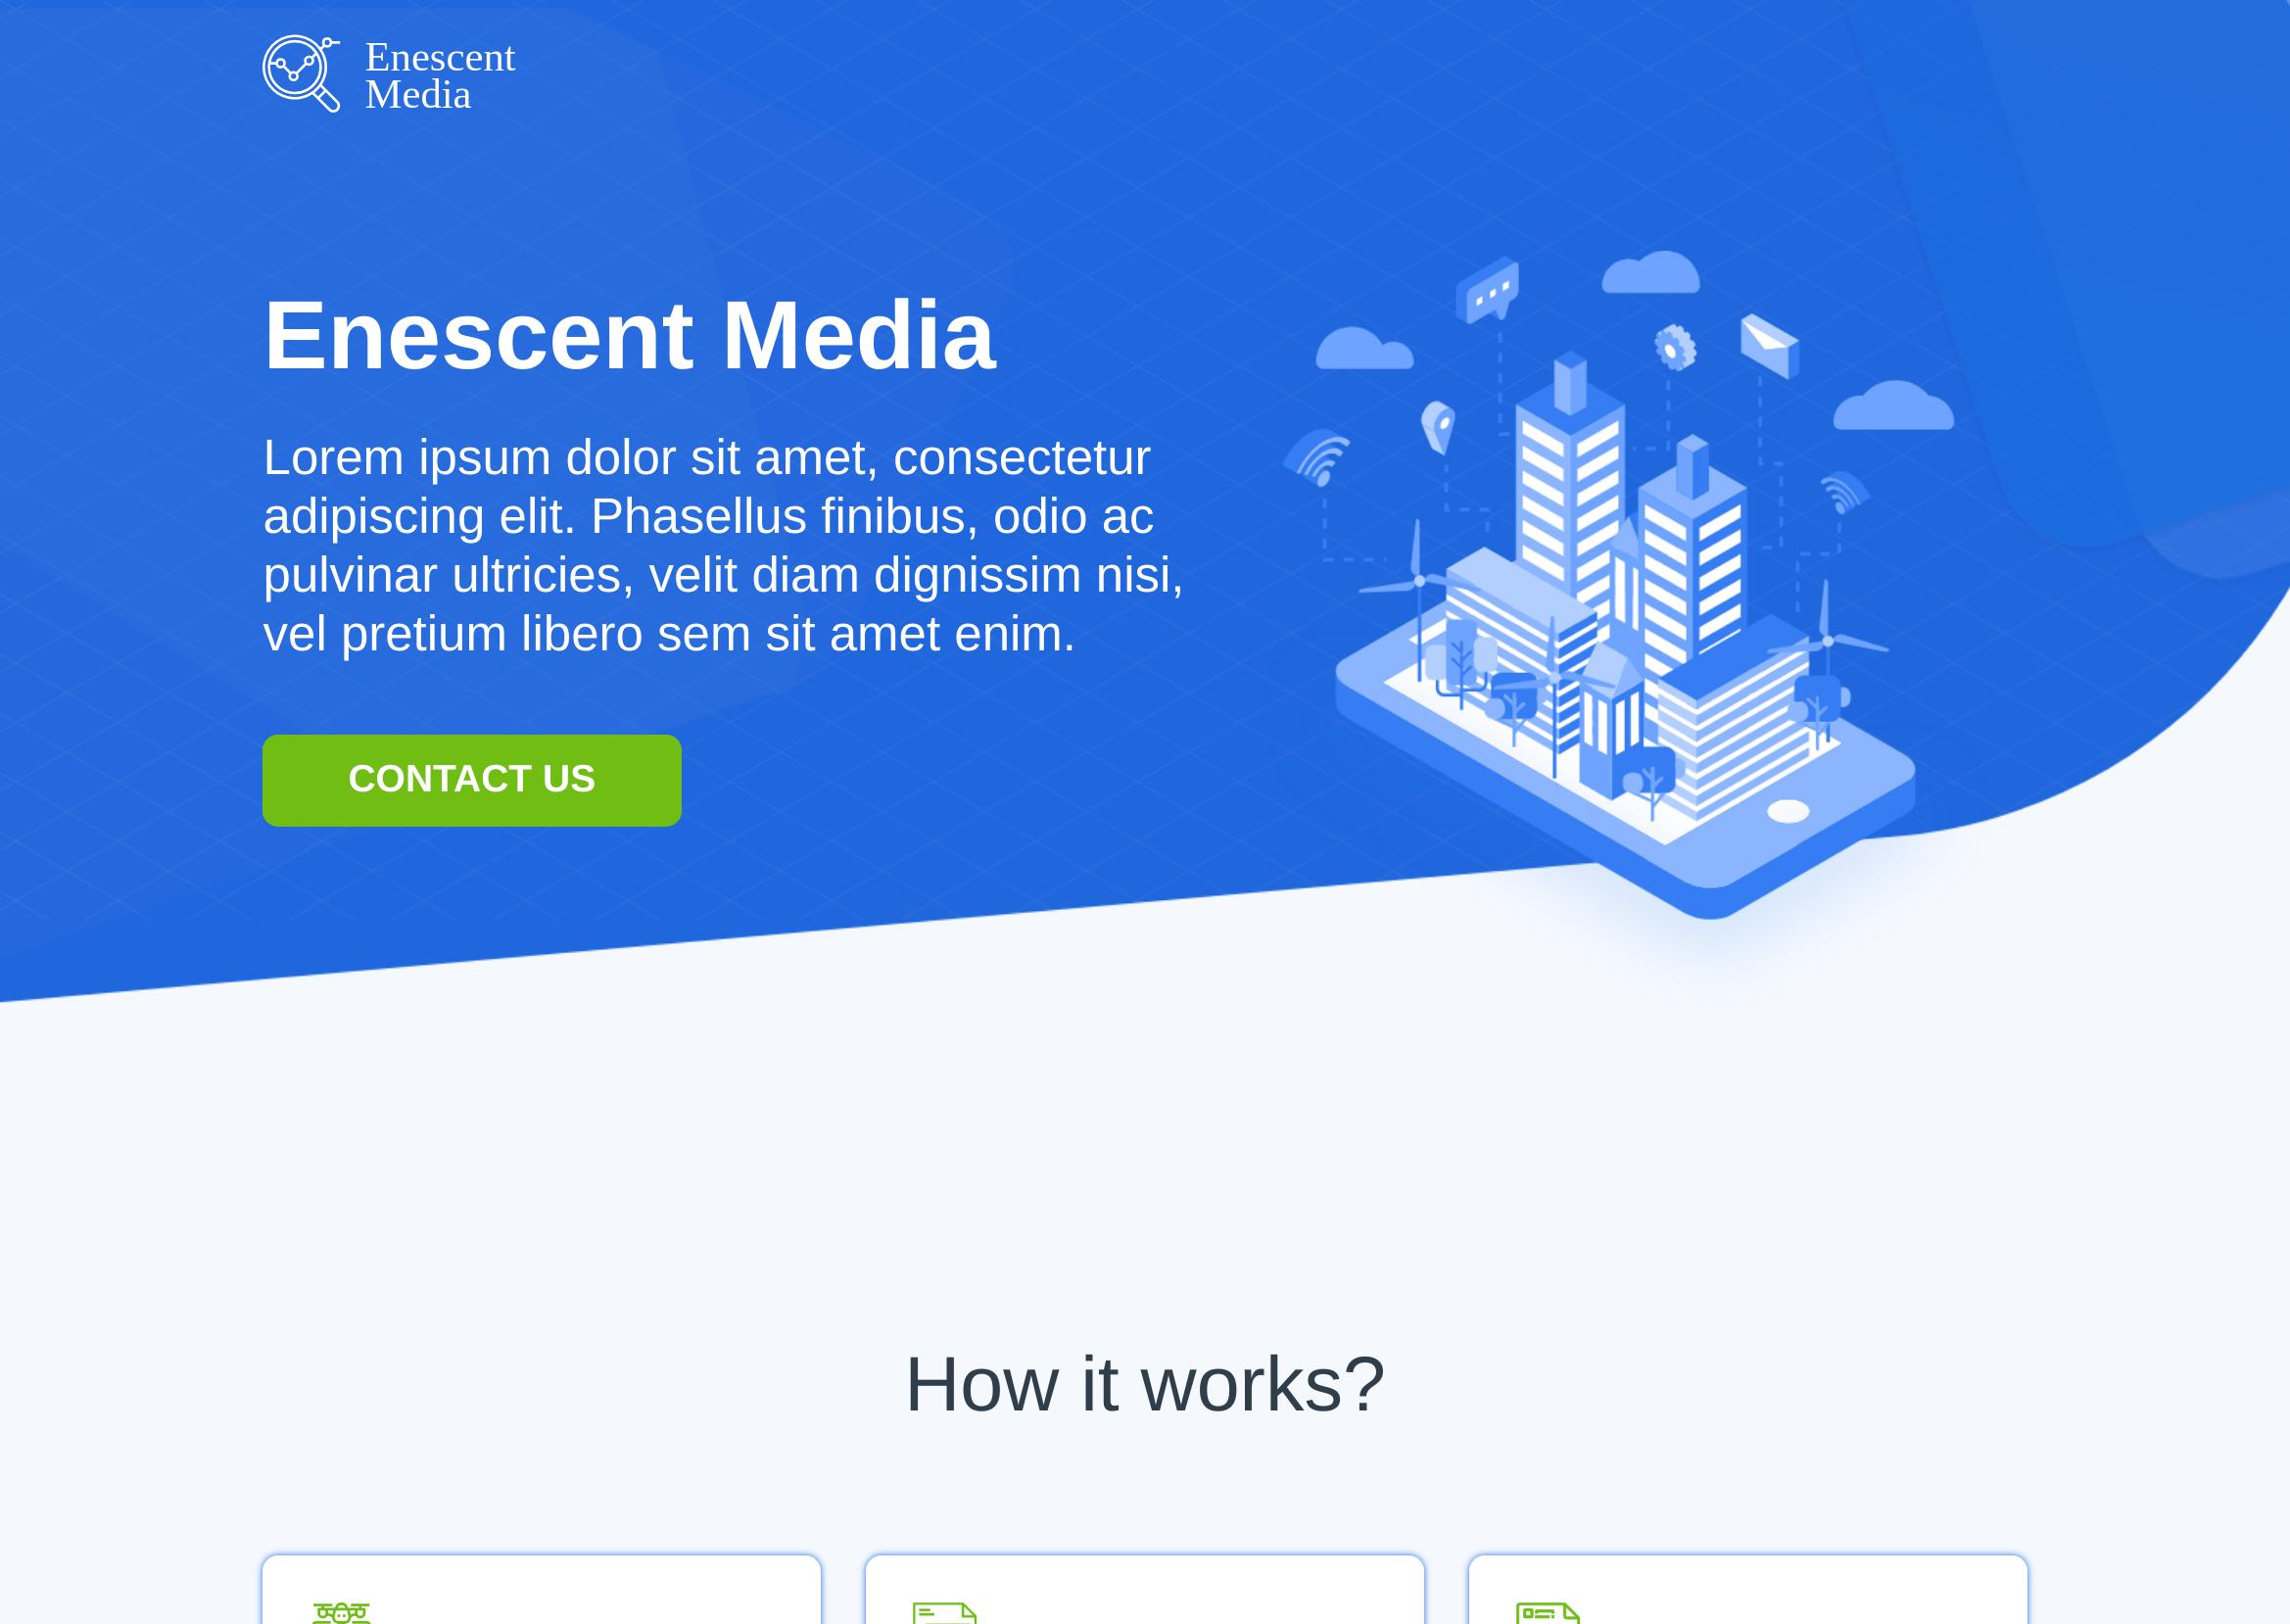 Enescent
Media
Enescent Media
Lorem ipsum dolor sit amet, consectetur
adipiscing elit. Phasellus finibus, odio ac
pulvinar ultricies, velit diam dignissim nisi,
vel pretium libero sem sit amet enim.
CONTACT US
How it works?